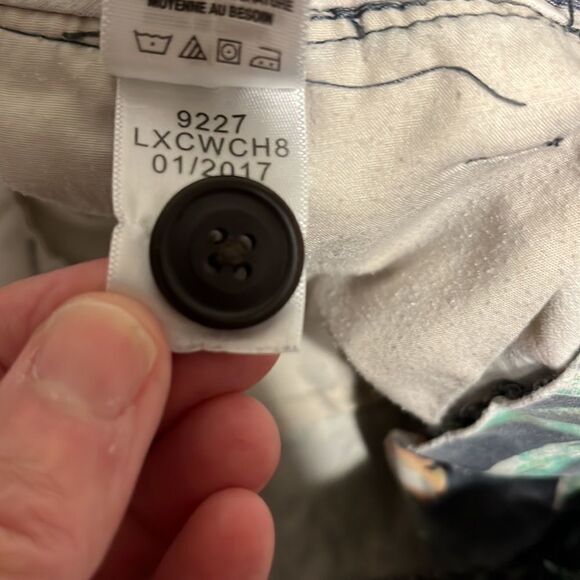 MOYENNE AU BESOIN
9227
LXCWCH8
01/2017